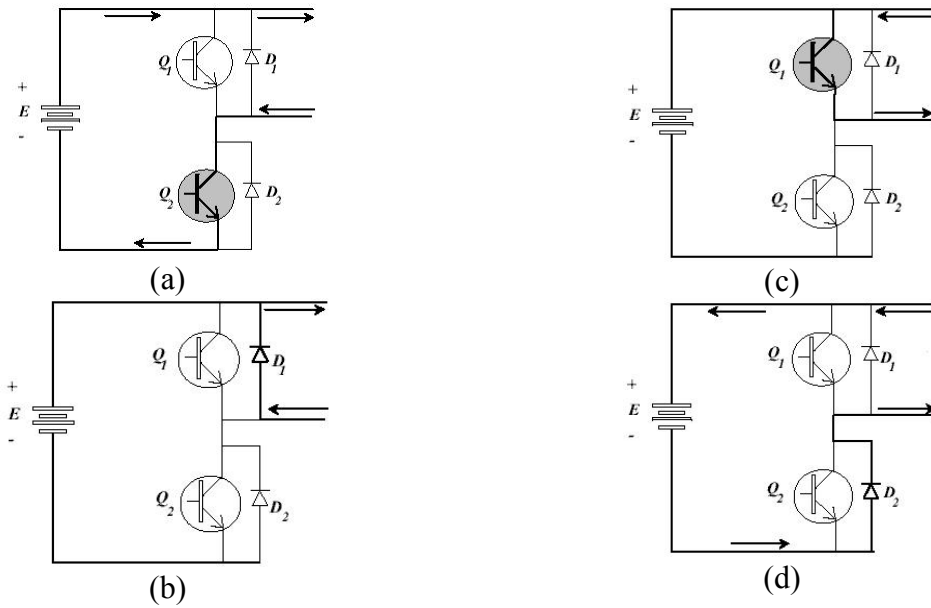 Q1
D1
+
E
-
Q2
D2
(a)
Q1
D1
+
E
-
Q2
D2
(c)
Q1
D1
+
E
-
Q2
D2
(b)
Q1
D1
+
E
-
Q2
D2
(d)